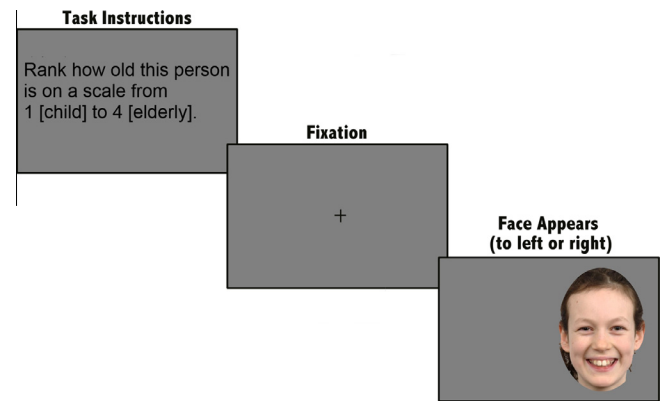 Task Instructions
Rank how old this person
is on a scale from
1 [child] to 4 [elderly].
Fixation
+
Face Appears
(to left or right)